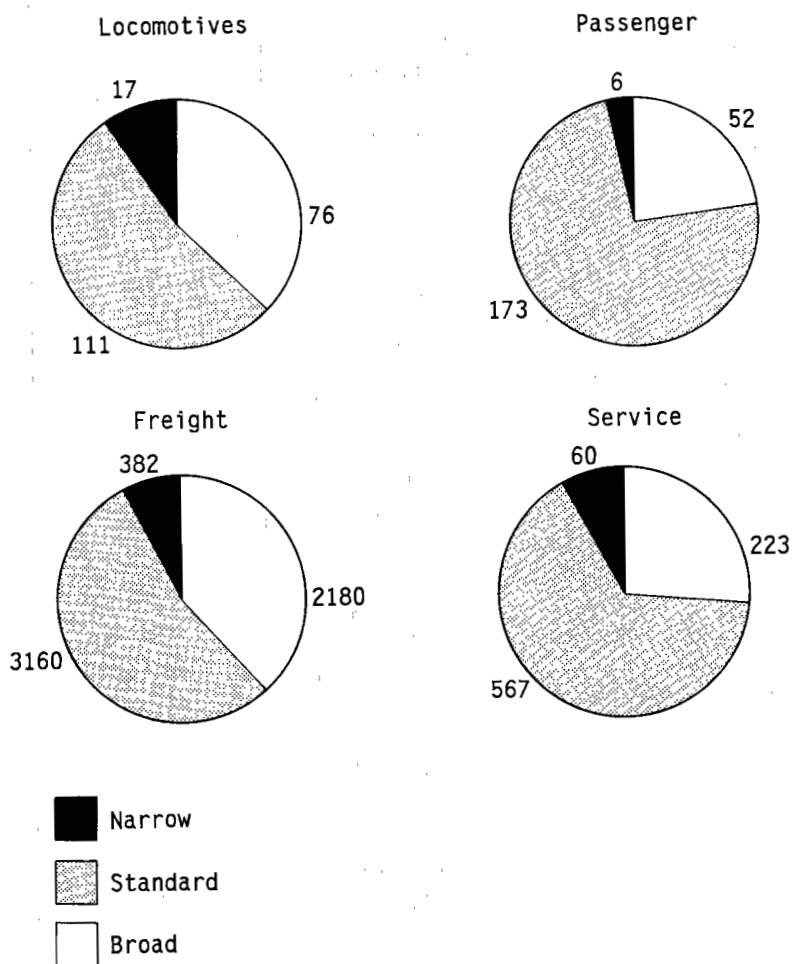 Locomotives
17
76
111
Passenger
6
52
173
Freight
382
2180
3160
Service
60
223
567
Narrow
Standard
Broad